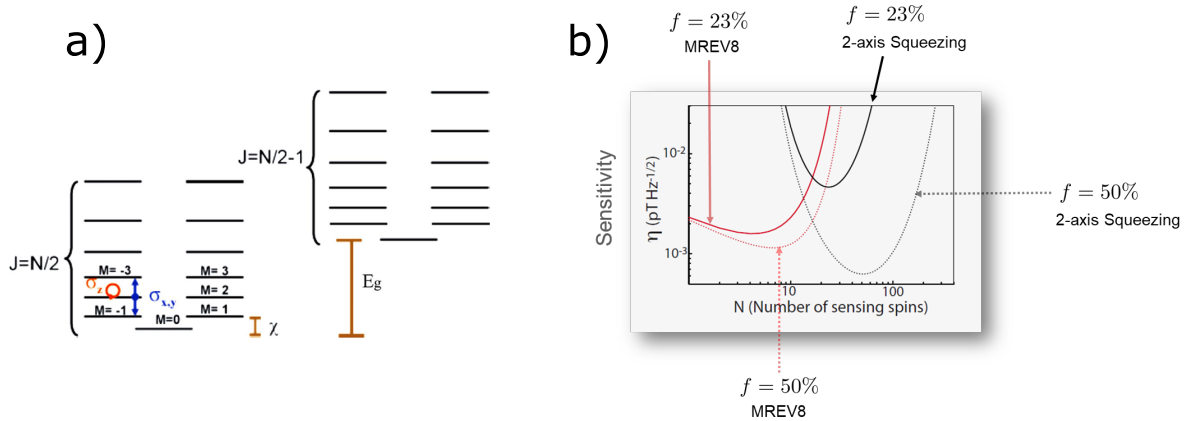 a)
J=N/2-1
J=N/2
M= -3
M= 3
σz
σx,y
M= 2
M= -1
M= 1
M=0
χ
Eg
b)
f = 23%
MREV8
f = 23%
2-axis Squeezing
Sensitivity
η (pT Hz-1/2)
10-2
10-3
10
100
N (Number of sensing spins)
f = 50%
2-axis Squeezing
f = 50%
MREV8